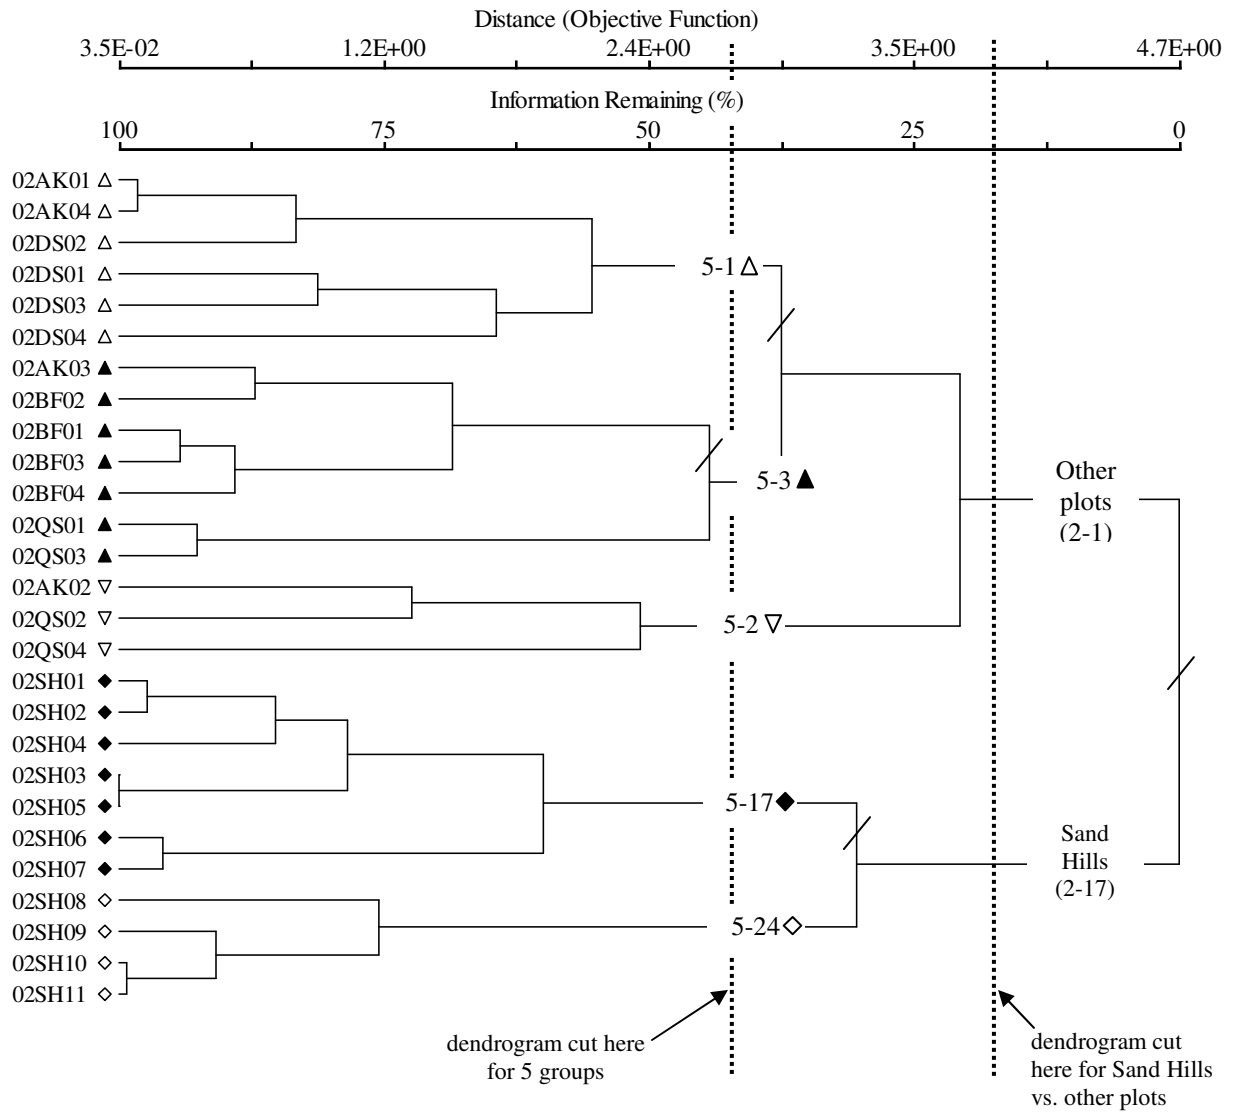 Distance (Objective Function)
3.5E-02 1.2E+00 2.4E+00 3.5E+00 4.7E+00
Information Remaining (%)
100 75 50 25 0
02AK01
02AK04
02DS02
02DS01
5-1
02DS03
02DS04
02AK03
02BF02
02BF01
02BF03
5-3
02BF04
02QS01
02QS03
Other
plots
(2-1)
02AK02
02QS02
5-2
02QS04
02SH01
02SH02
02SH04
02SH03
5-17
02SH05
02SH06
02SH07
Sand
Hills
(2-17)
02SH08
02SH09
5-24
02SH10
02SH11
dendrogram cut here
for 5 groups
dendrogram cut
here for Sand Hills
vs. other plots